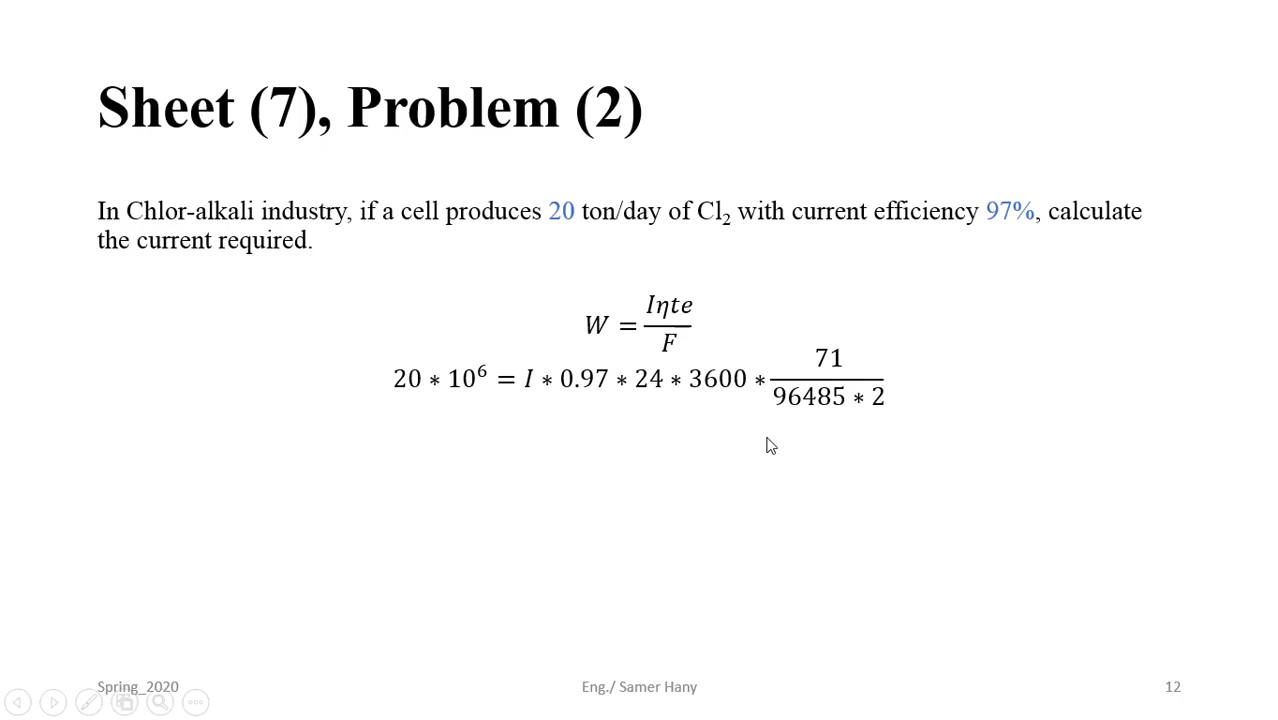 Sheet (7), Problem (2)
In Chlor-alkali industry, if a cell produces 20 ton/day of Cl₂ with current efficiency 97%, calculate
the current required.
W = Iηte / F
20 ∗ 10⁶ = I ∗ 0.97 ∗ 24 ∗ 3600 ∗ 71 / 96485 ∗ 2
Spring_2020
Eng./ Samer Hany
12